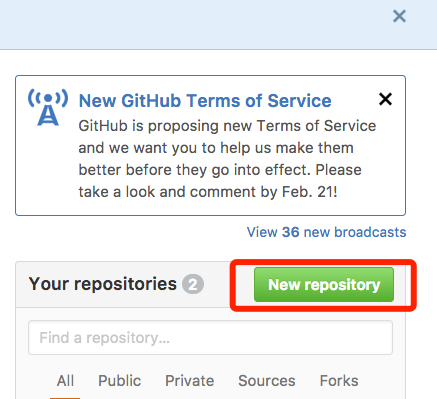 New GitHub Terms of Service
GitHub is proposing new Terms of Service
and we want you to help us make them
better before they go into effect. Please
take a look and comment by Feb. 21!
View 36 new broadcasts
Your repositories 2
New repository
Find a repository...
All Public Private Sources Forks